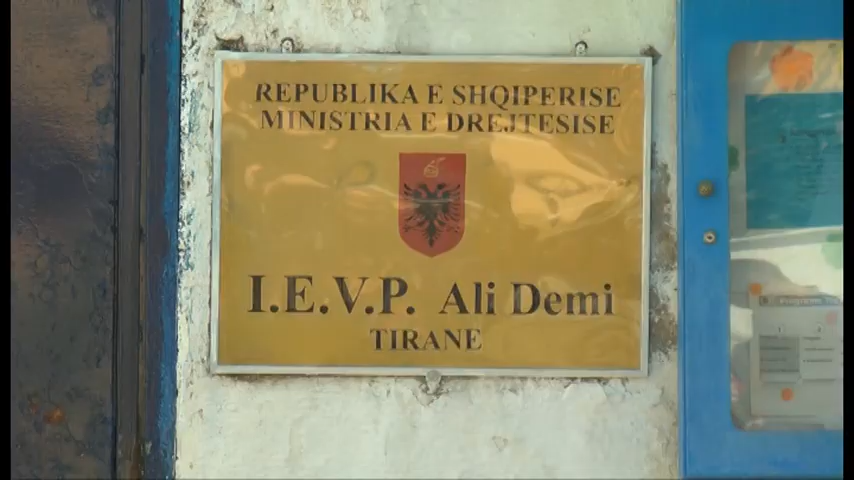 REPUBLIKA E SHQIPERISE
MINISTRIA E DREJTESISE
I.E.V.P. Ali Demi
TIRANE